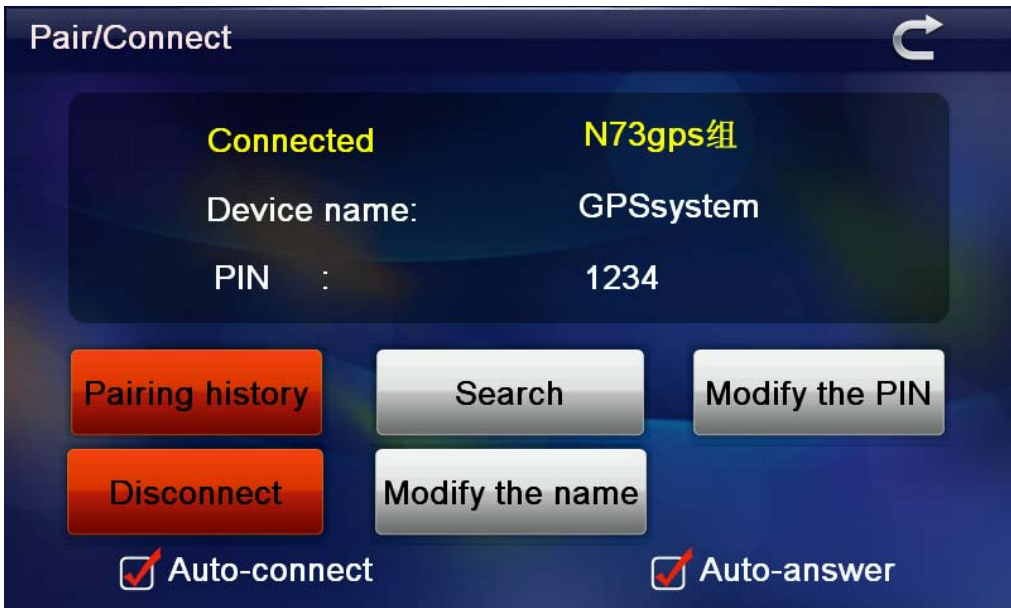 Pair/Connect
Connected N73gps组
Device name: GPSsystem
PIN : 1234
Pairing history Search Modify the PIN
Disconnect Modify the name
Auto-connect Auto-answer